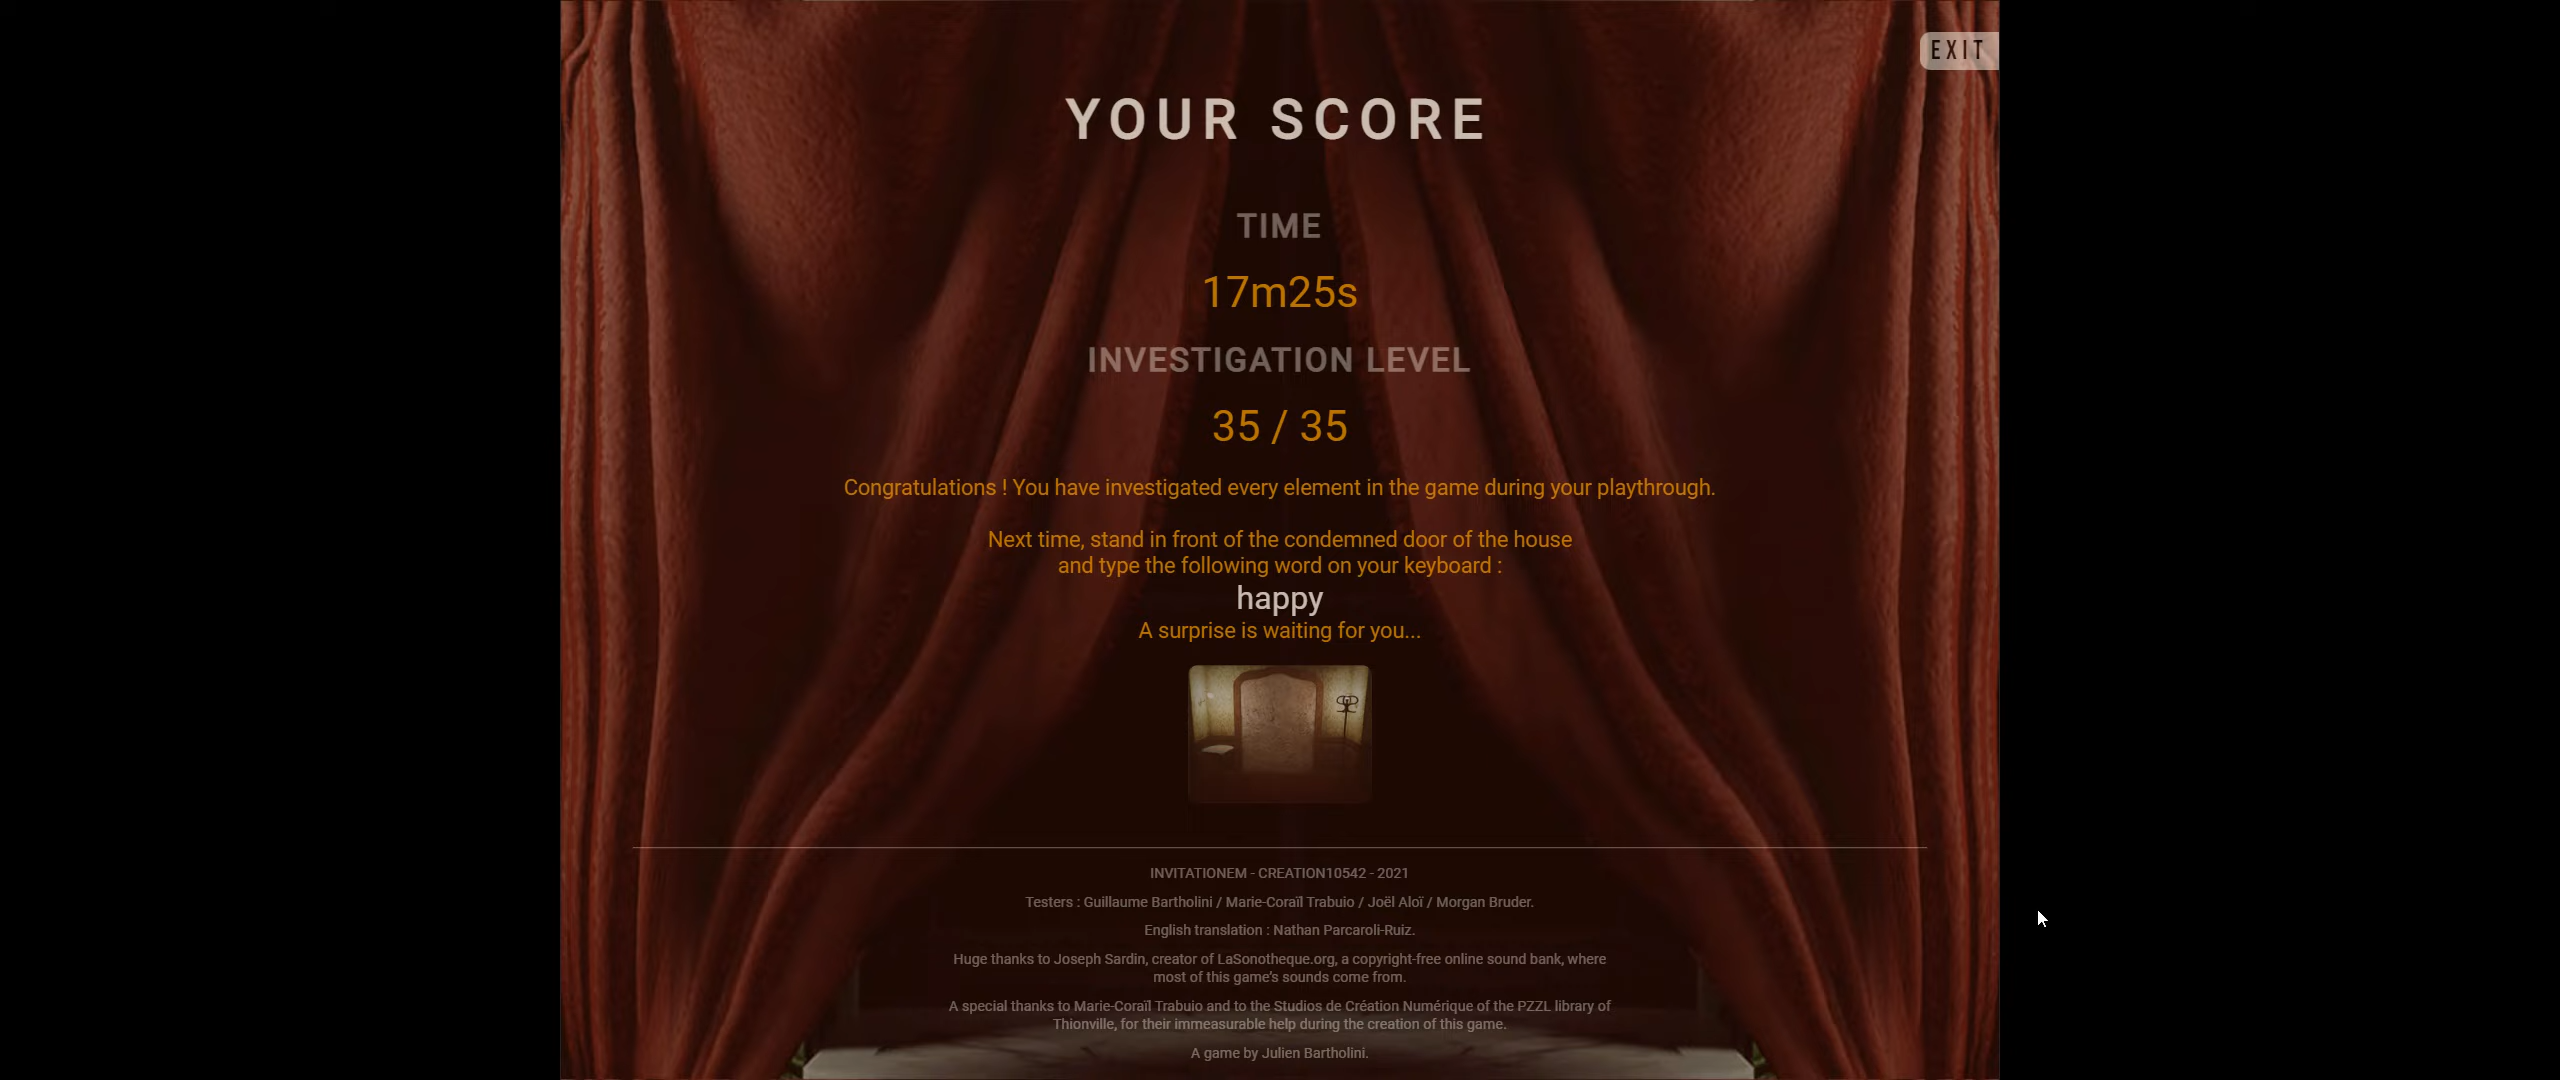 EXIT
YOUR SCORE
TIME
17m25s
INVESTIGATION LEVEL
35 / 35
Congratulations ! You have investigated every element in the game during your playthrough.
Next time, stand in front of the condemned door of the house
and type the following word on your keyboard :
happy
A surprise is waiting for you...
INVITATIONEM - CREATION10542 - 2021
Testers : Guillaume Bartholini / Marie-Coraïl Trabuio / Joël Aloï / Morgan Bruder.
English translation : Nathan Parcaroli-Ruiz.
Huge thanks to Joseph Sardin, creator of LaSonotheque.org, a copyright-free online sound bank, where
most of this game's sounds come from.
A special thanks to Marie-Coraïl Trabuio and to the Studios de Création Numérique of the PZZL library of
Thionville, for their immeasurable help during the creation of this game.
A game by Julien Bartholini.